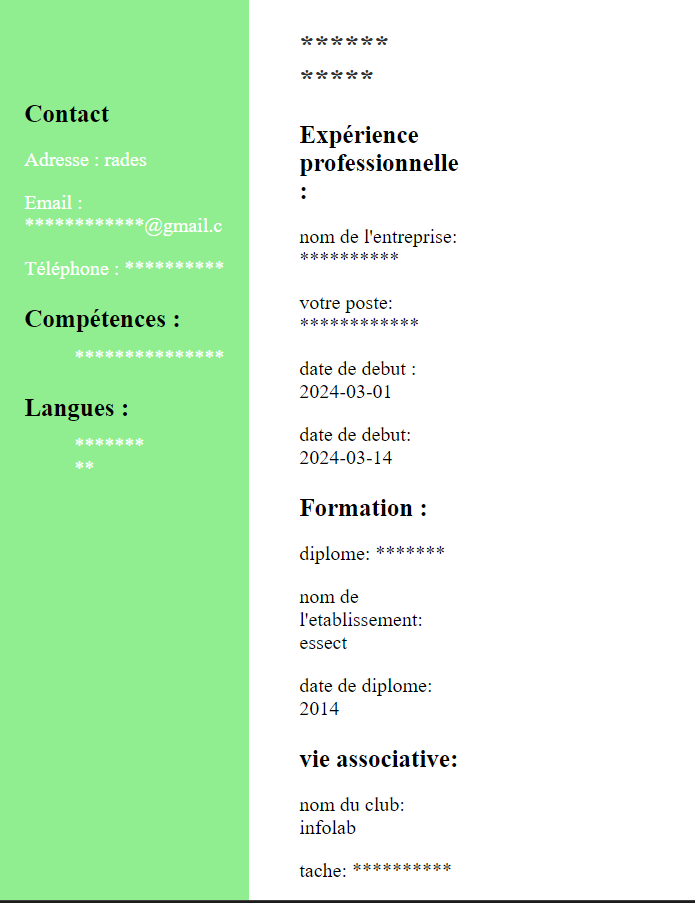 Contact
Adresse : rades
Email :
************@gmail.c
Téléphone : **********
Compétences :
***************
Langues :
*******
**
******
*****
Expérience
professionnelle
:
nom de l'entreprise:
**********
votre poste:
************
date de debut :
2024-03-01
date de debut:
2024-03-14
Formation :
diplome: *******
nom de
l'etablissement:
essect
date de diplome:
2014
vie associative:
nom du club:
infolab
tache: **********